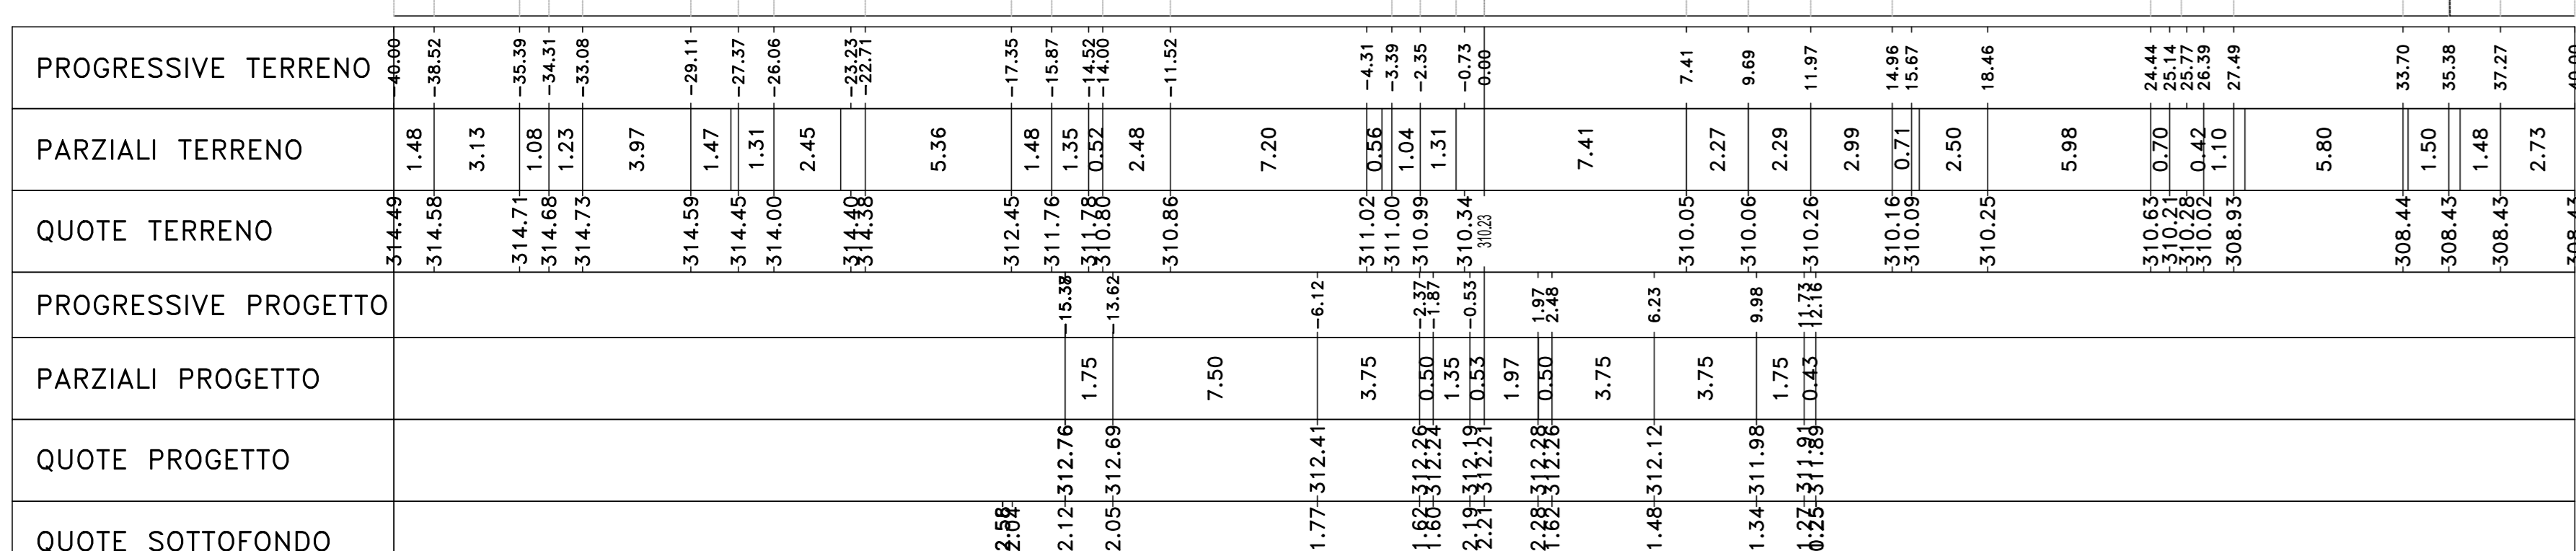 PROGRESSIVE TERRENO -40.00 -38.52 -35.39 -34.31 -33.08 -29.11 -27.37 -26.06 -23.23 -22.71 -17.35 -15.87 -14.52 -14.00 -11.52 -4.31 -3.39 -2.35 -0.73 0.00 7.41 9.69 11.97 14.96 15.67 18.46 24.44 25.14 25.77 26.39 27.49 33.70 35.38 37.27
PARZIALI TERRENO 1.48 3.13 1.08 1.23 3.97 1.47 1.31 2.45 5.36 1.48 1.35 0.52 2.48 7.20 0.56 1.04 1.31 7.41 2.27 2.29 2.99 0.71 2.50 5.98 0.70 0.42 1.10 5.80 1.50 1.48 2.73
QUOTE TERRENO 314.49 314.58 314.71 314.68 314.73 314.59 314.45 314.00 314.40 314.38 312.45 311.76 311.78 310.80 310.86 311.02 311.00 310.99 310.34 310.23 310.05 310.06 310.26 310.16 310.09 310.25 310.63 310.21 310.28 310.02 308.93 308.44 308.43 308.43
PROGRESSIVE PROGETTO -13.62 -6.12 -2.37 -1.87 -0.53 1.97 2.48 6.23 9.98 11.73 12.16
PARZIALI PROGETTO 1.75 7.50 3.75 0.50 1.35 0.53 1.97 0.50 3.75 3.75 1.75 0.43
QUOTE PROGETTO 312.76 312.69 312.41 312.26 312.24 312.19 312.21 312.28 312.26 312.12 311.98 311.91 311.89
QUOTE SOTTOFONDO 2.04 2.12 2.05 1.77 1.62 1.60 2.19 2.21 2.28 1.62 1.48 1.34 1.27 0.25